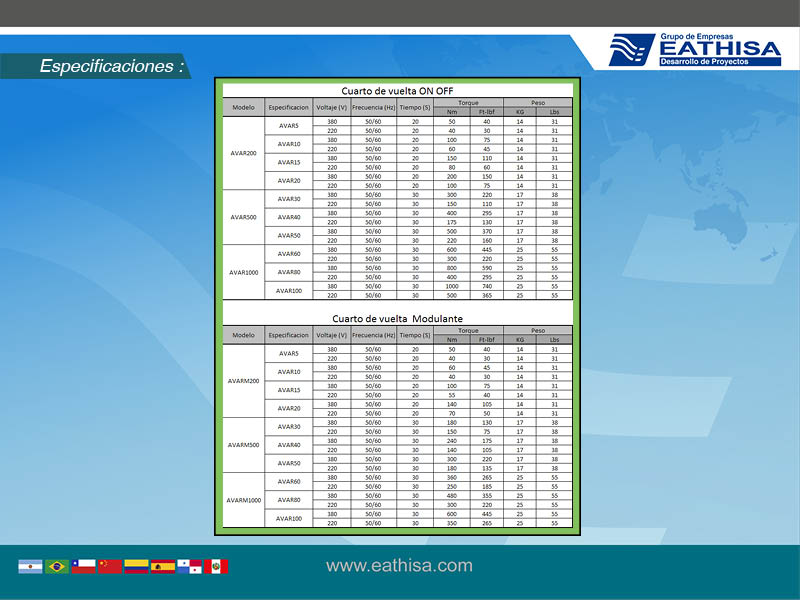 Grupo de Empresas
EATHISA
Desarrollo de Proyectos
Especificaciones :
Cuarto de vuelta ON OFF
Modelo Especificacion Voltaje (V) Frecuencia (Hz) Tiempo (S) Torque Peso
Nm Ft-lbf KG Lbs
AVAR200 AVAR5 380 50/60 20 50 40 14 31
220 50/60 20 40 30 14 31
AVAR10 380 50/60 20 100 75 14 31
220 50/60 20 60 45 14 31
AVAR15 380 50/60 20 150 110 14 31
220 50/60 20 80 60 14 31
AVAR20 380 50/60 20 200 150 14 31
220 50/60 20 100 75 14 31
AVAR500 AVAR30 380 50/60 30 300 220 17 38
220 50/60 30 150 110 17 38
AVAR40 380 50/60 30 400 295 17 38
220 50/60 30 175 130 17 38
AVAR50 380 50/60 30 500 370 17 38
220 50/60 30 220 160 17 38
AVAR1000 AVAR60 380 50/60 30 600 445 25 55
220 50/60 30 300 220 25 55
AVAR80 380 50/60 30 800 590 25 55
220 50/60 30 400 295 25 55
AVAR100 380 50/60 30 1000 740 25 55
220 50/60 30 500 365 25 55
Cuarto de vuelta Modulante
Modelo Especificacion Voltaje (V) Frecuencia (Hz) Tiempo (S) Torque Peso
Nm Ft-lbf KG Lbs
AVARM200 AVAR5 380 50/60 20 50 40 14 31
220 50/60 20 40 30 14 31
AVAR10 380 50/60 20 60 45 14 31
220 50/60 20 40 30 14 31
AVAR15 380 50/60 20 100 75 14 31
220 50/60 20 55 40 14 31
AVAR20 380 50/60 20 140 105 14 31
220 50/60 20 70 50 14 31
AVARM500 AVAR30 380 50/60 30 180 130 17 38
220 50/60 30 150 75 17 38
AVAR40 380 50/60 30 240 175 17 38
220 50/60 30 140 105 17 38
AVAR50 380 50/60 30 300 220 17 38
220 50/60 30 180 135 17 38
AVARM1000 AVAR60 380 50/60 30 360 265 25 55
220 50/60 30 250 185 25 55
AVAR80 380 50/60 30 480 355 25 55
220 50/60 30 300 220 25 55
AVAR100 380 50/60 30 600 445 25 55
220 50/60 30 350 265 25 55
www.eathisa.com